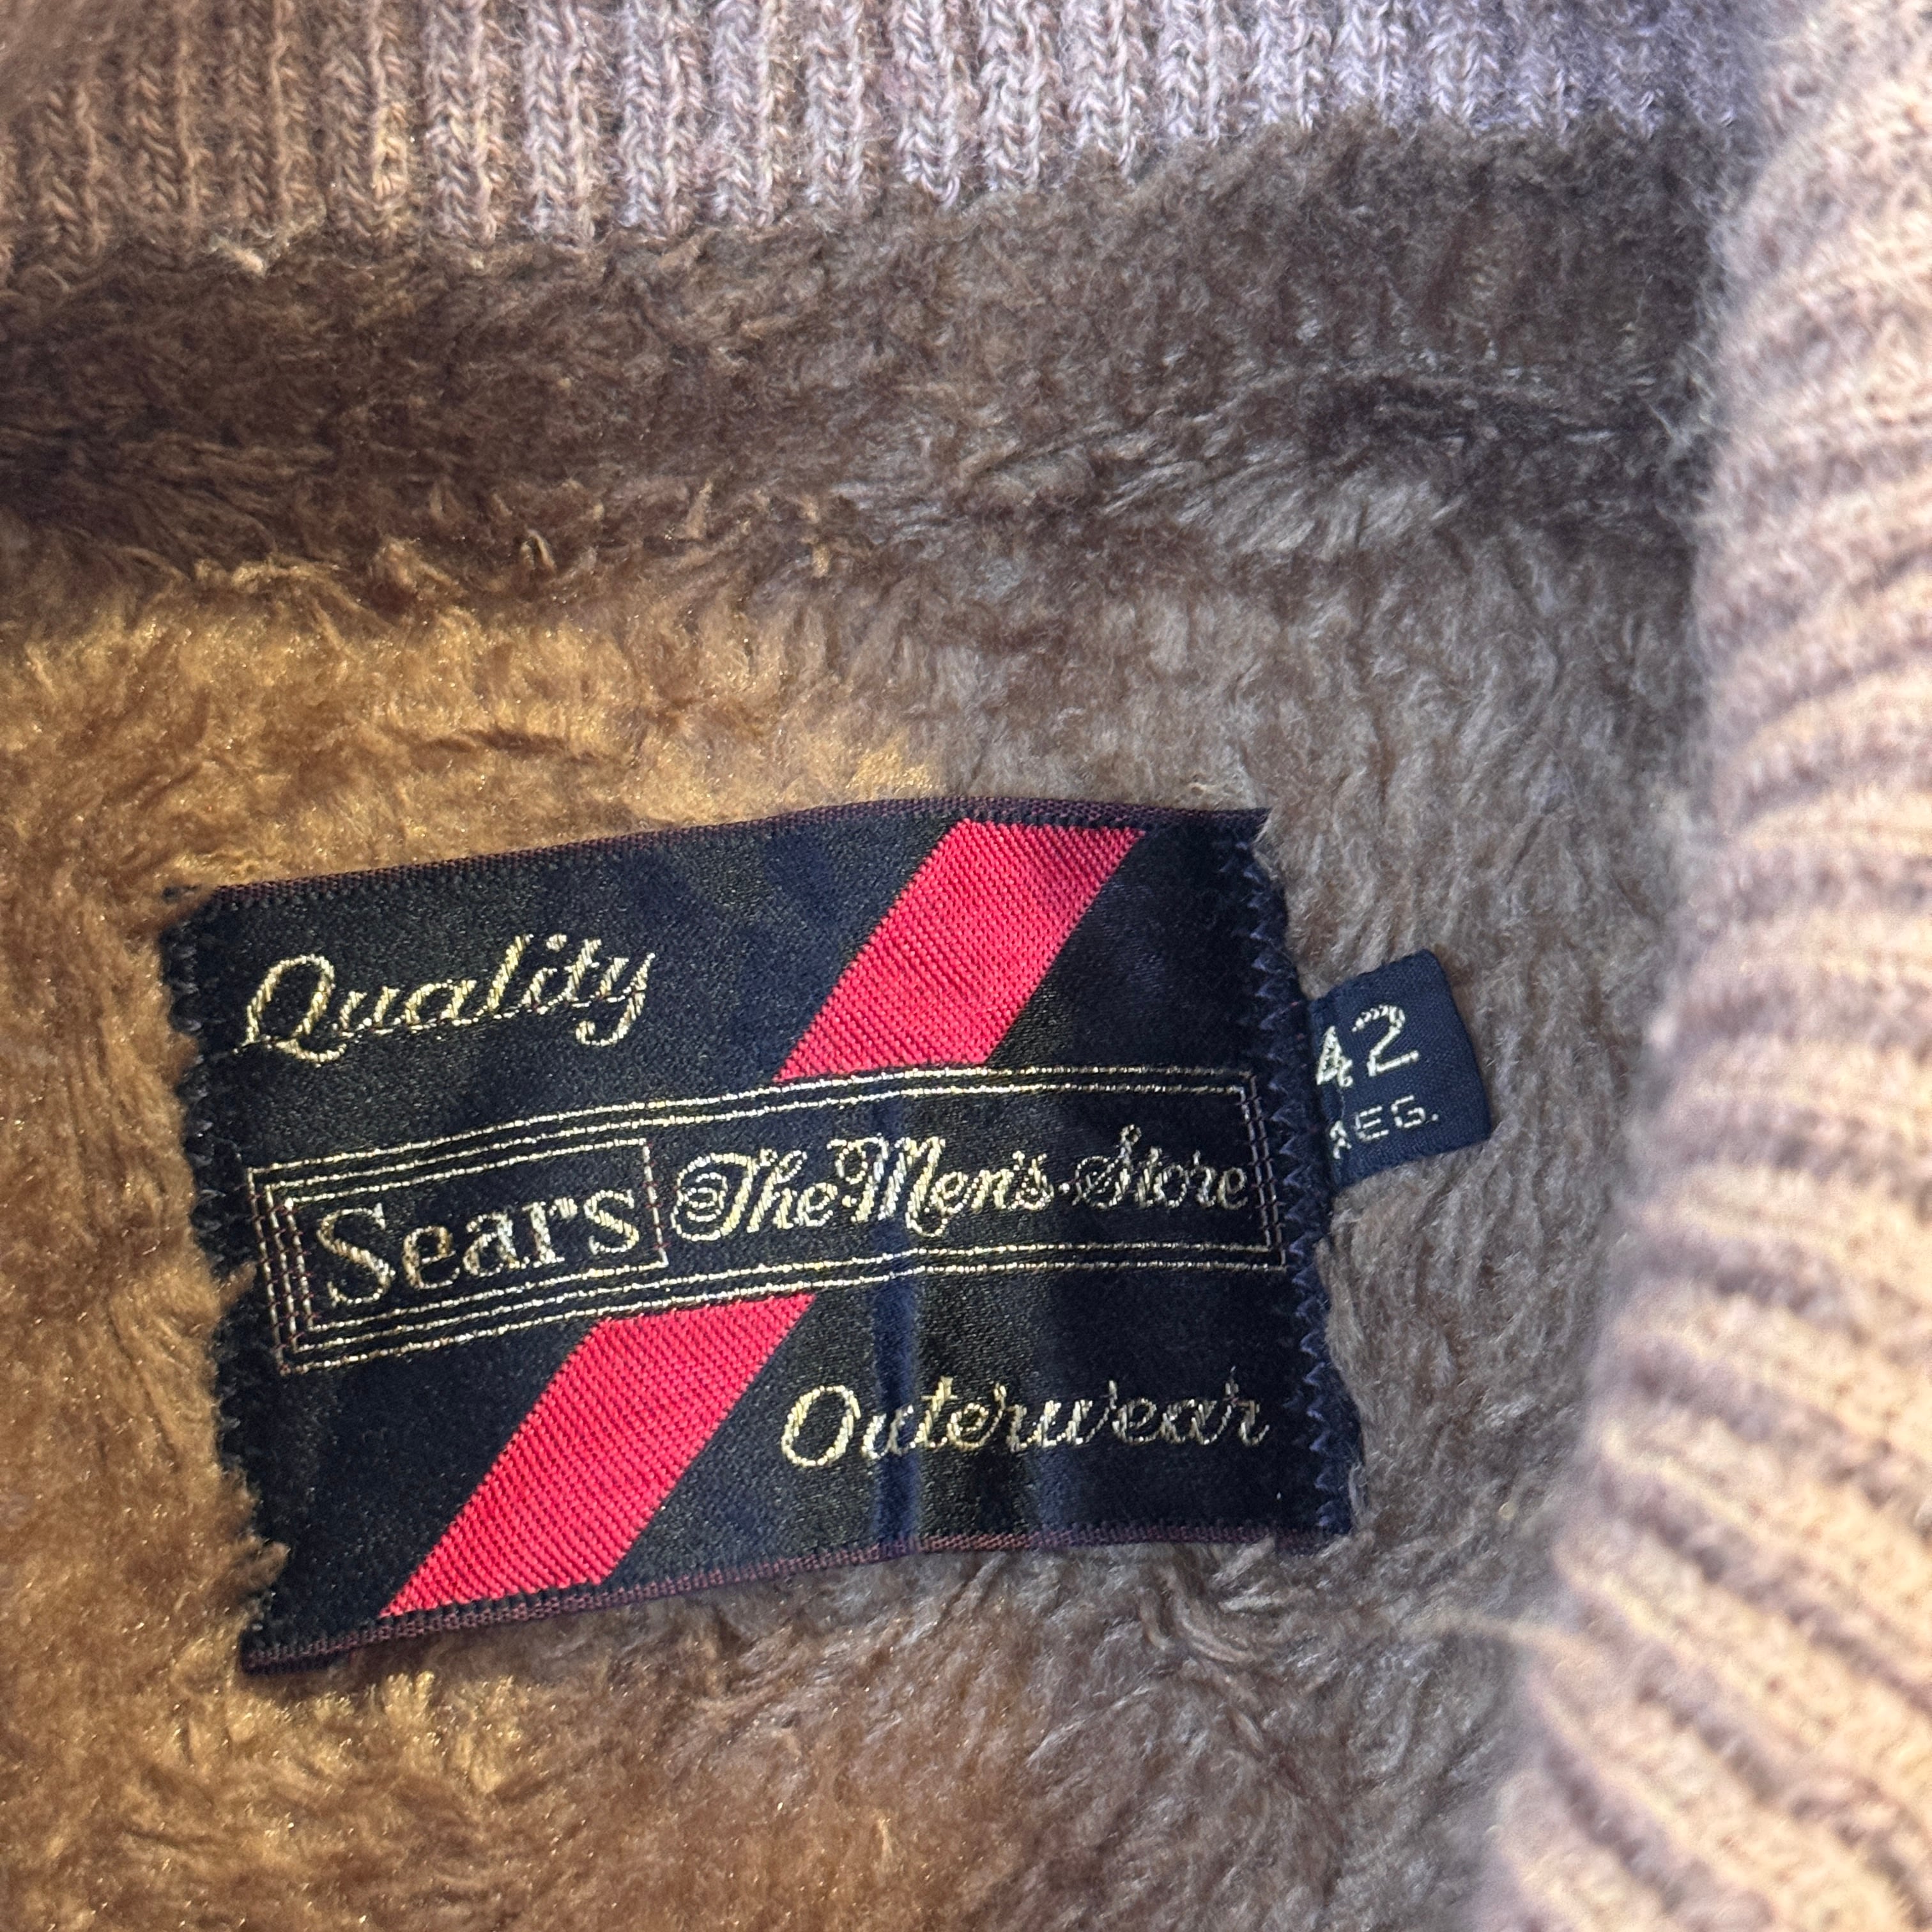 Quality
Sears The Men's Store
Outerwear
42
REG.